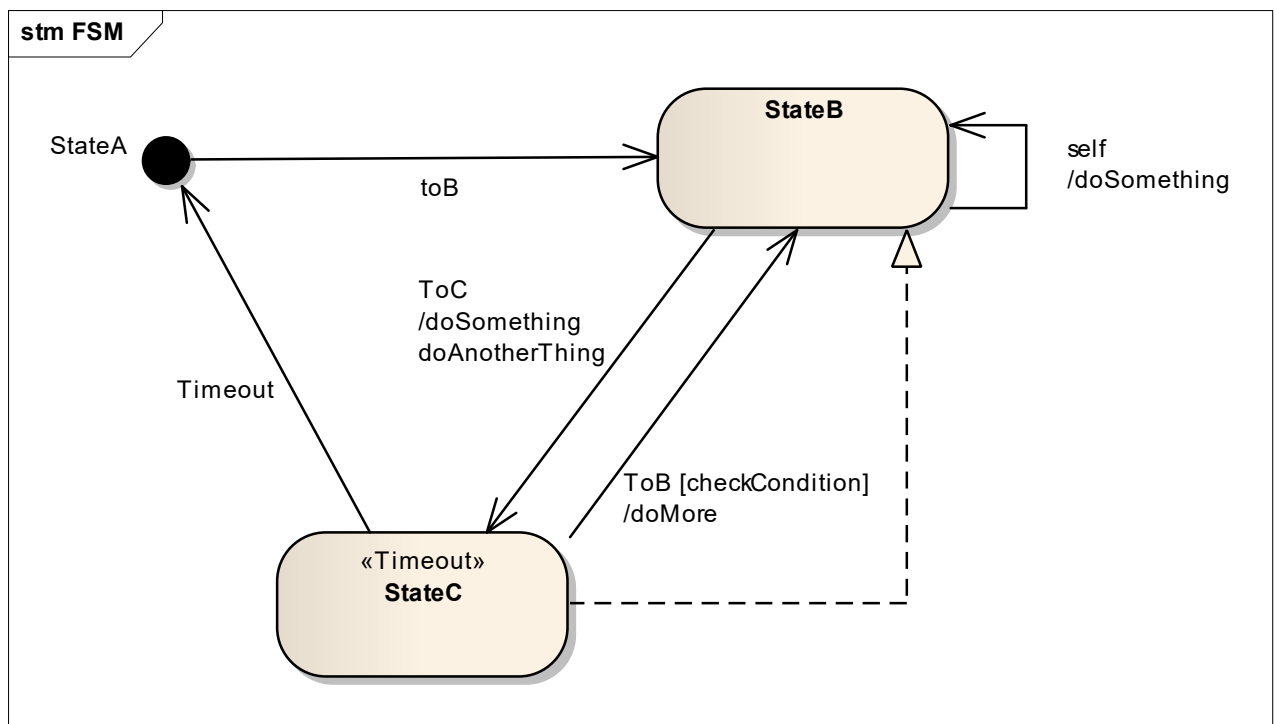 stm FSM
StateB
StateA
self
/doSomething
toB
ToC
/doSomething
doAnotherThing
Timeout
ToB [checkCondition]
/doMore
«Timeout»
StateC